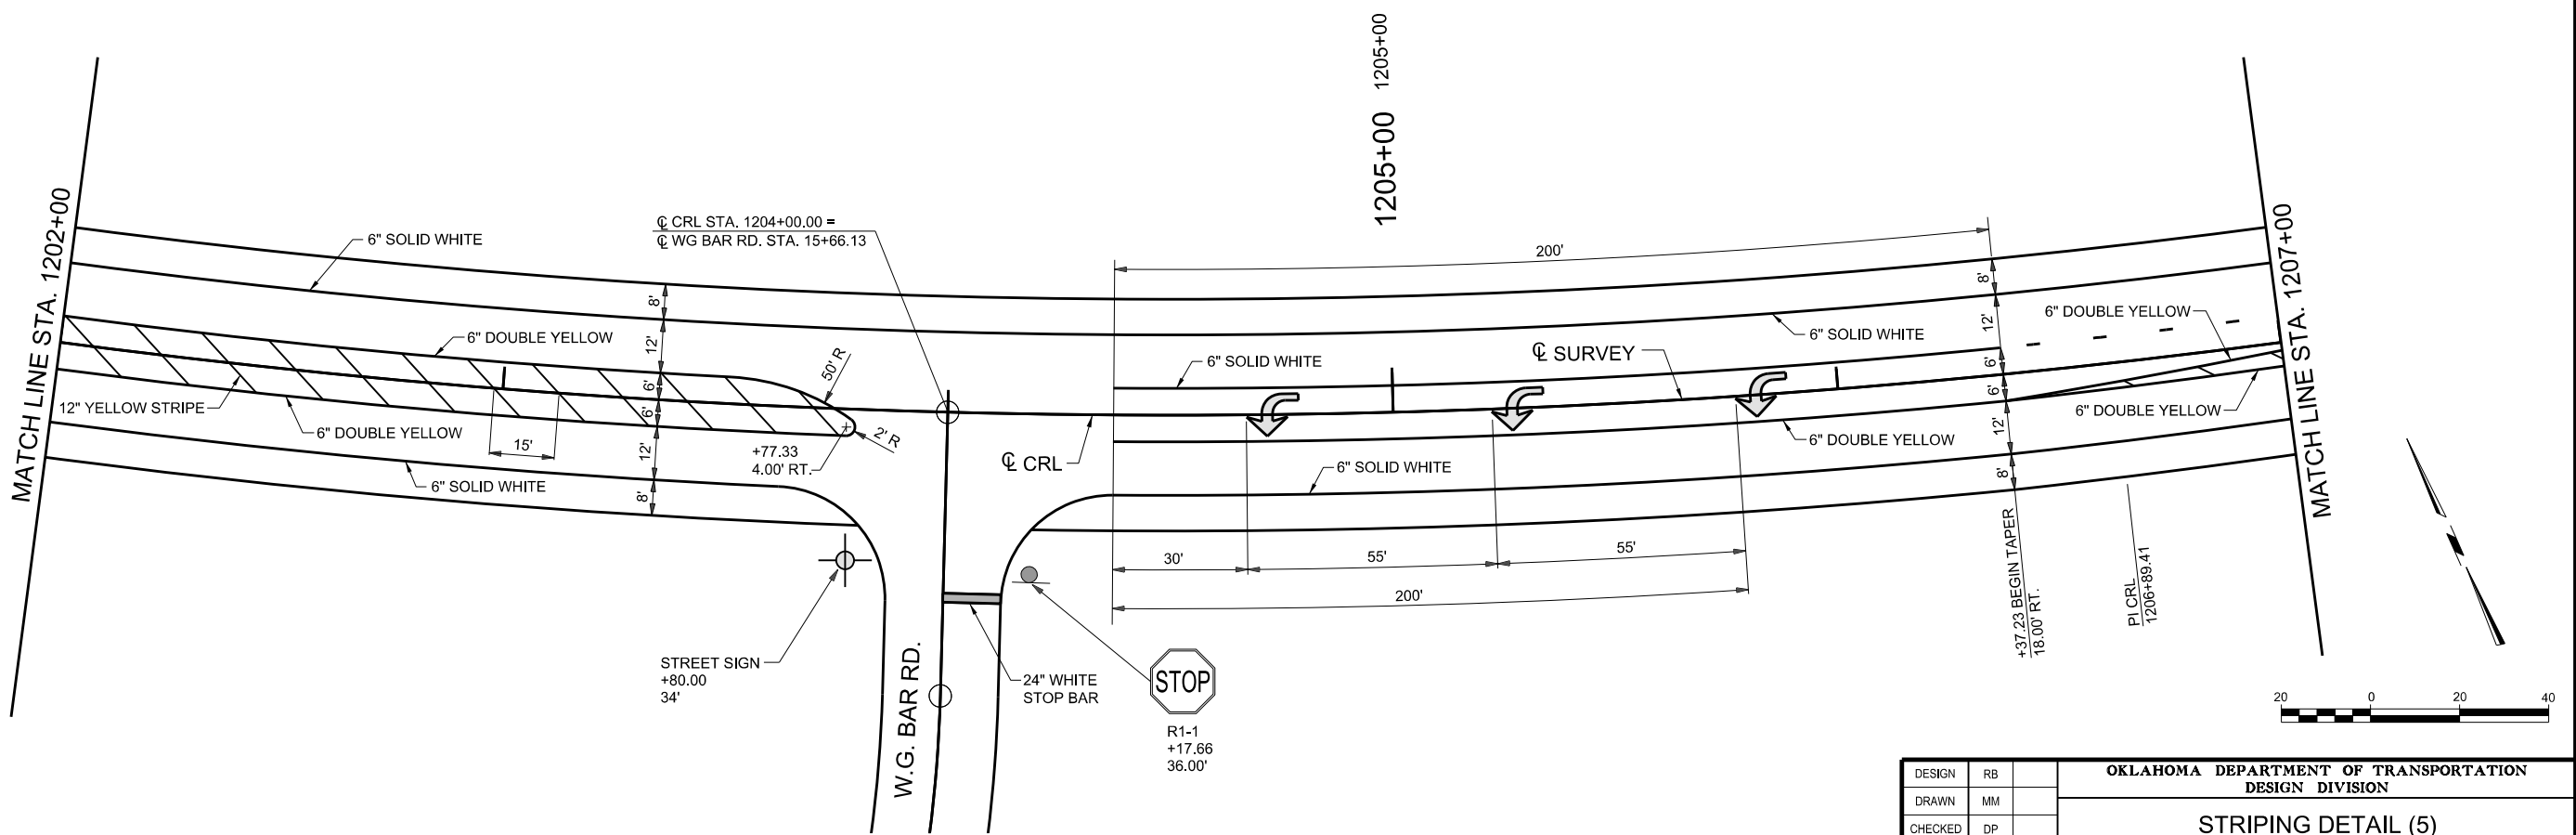 MATCH LINE STA. 1202+00
6" SOLID WHITE
℄ CRL STA. 1204+00.00 =
℄ WG BAR RD. STA. 15+66.13
1205+00
1205+00
200'
MATCH LINE STA. 1207+00
8'
12'
6'
6'
12'
8'
6" DOUBLE YELLOW
50' R
12" YELLOW STRIPE
6" DOUBLE YELLOW
15'
6" SOLID WHITE
+77.33
4.00' RT.
2' R
6" SOLID WHITE
℄ SURVEY
6" SOLID WHITE
6" DOUBLE YELLOW
8'
12'
6'
6'
12'
8'
6" DOUBLE YELLOW
6" DOUBLE YELLOW
℄ CRL
6" SOLID WHITE
30'
55'
55'
200'
+37.23 BEGIN TAPER
18.00' RT.
PI CRL
1206+89.41
STREET SIGN
+80.00
34'
W.G. BAR RD.
24" WHITE
STOP BAR
STOP
R1-1
+17.66
36.00'
20 0 20 40
DESIGN RB
DRAWN MM
CHECKED DP
OKLAHOMA DEPARTMENT OF TRANSPORTATION
DESIGN DIVISION
STRIPING DETAIL (5)